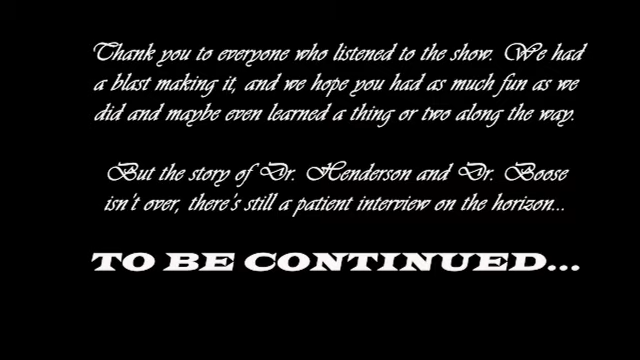 Thank you to everyone who listened to the show. We had
a blast making it, and we hope you had as much fun as we
did and maybe even learned a thing or two along the way.
But the story of Dr. Henderson and Dr. Boose
isn't over, there's still a patient interview on the horizon...
TO BE CONTINUED...